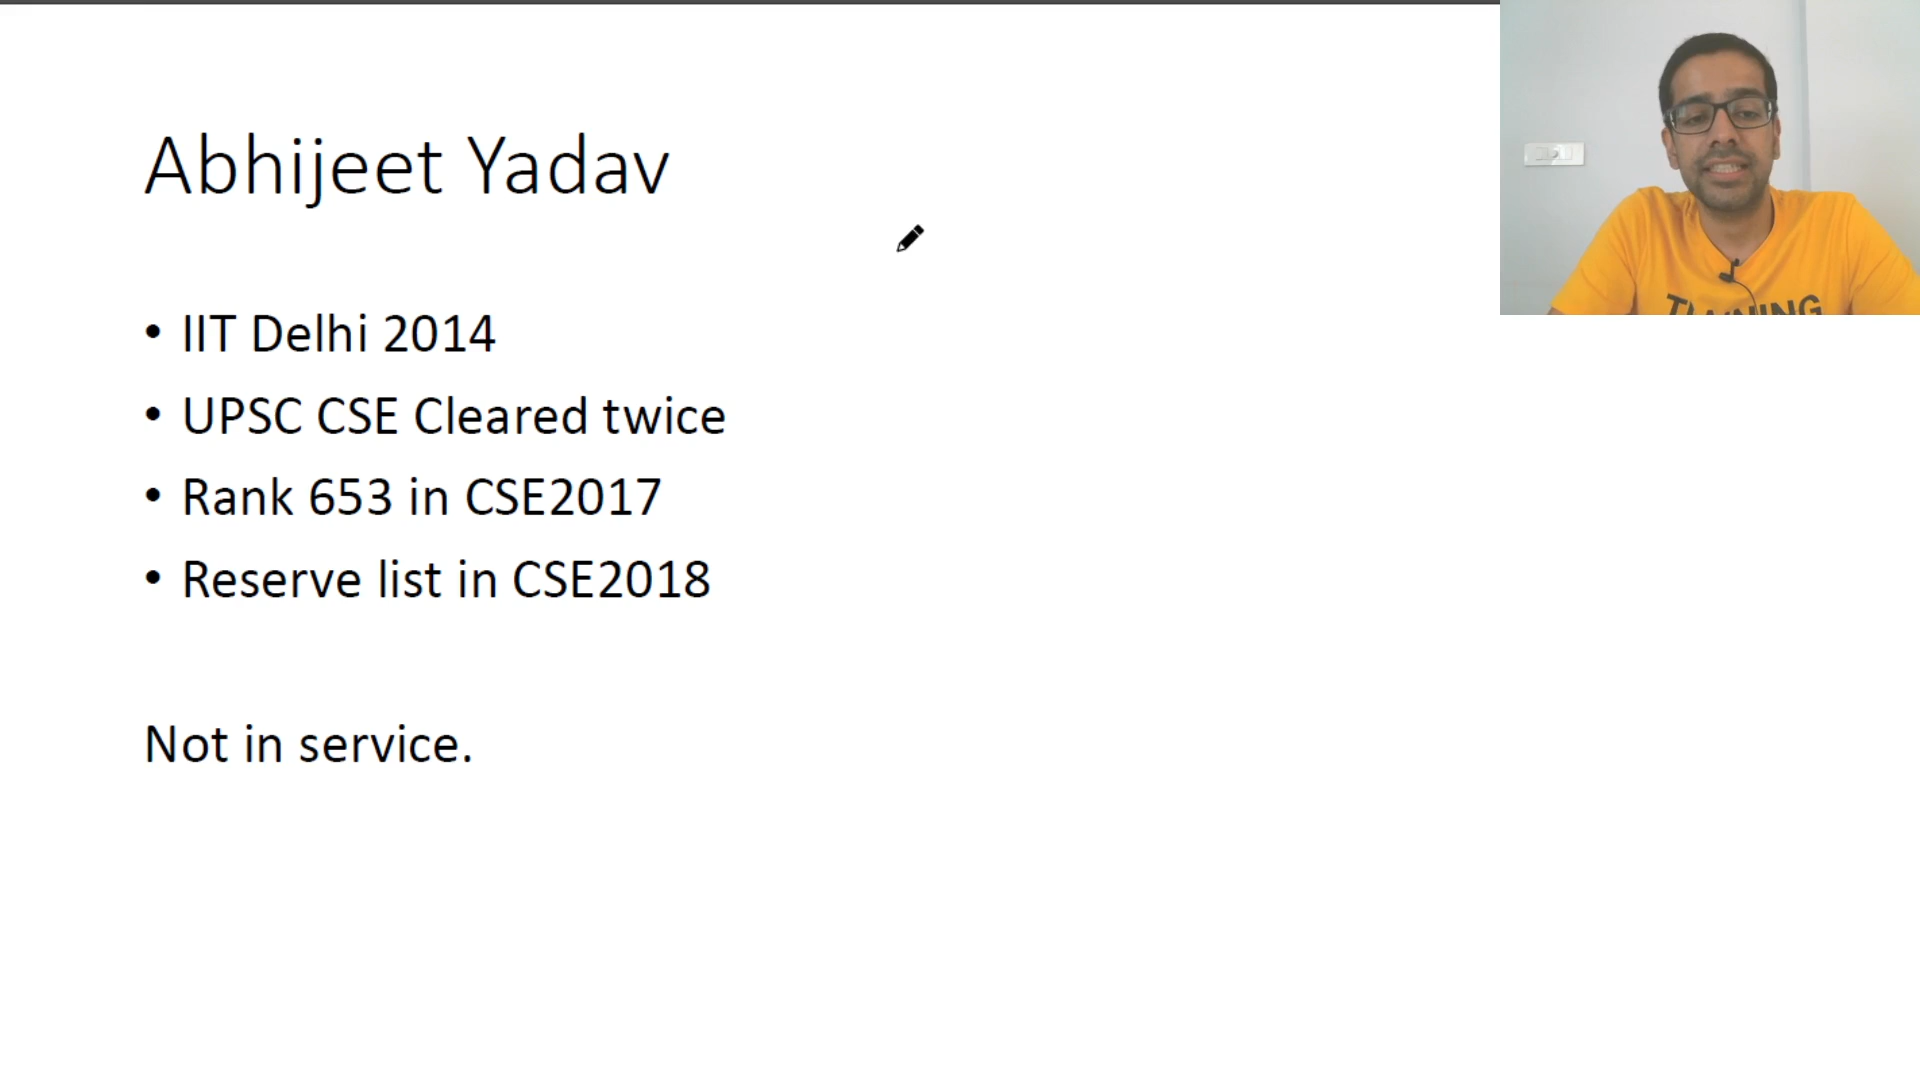 Abhijeet Yadav
• IIT Delhi 2014
• UPSC CSE Cleared twice
• Rank 653 in CSE2017
• Reserve list in CSE2018
Not in service.